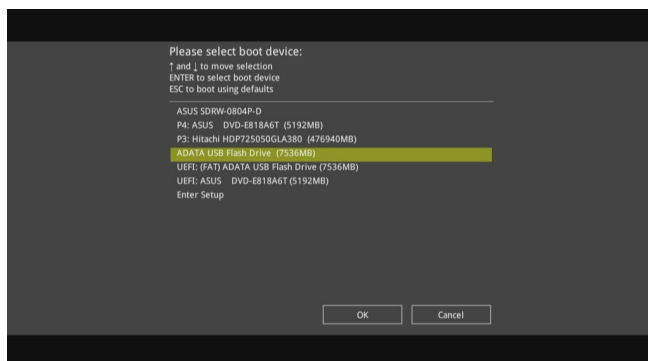 Please select boot device:
↑ and ↓ to move selection
ENTER to select boot device
ESC to boot using defaults
ASUS SDRW-0804P-D
P4: ASUS DVD-E818A6T (5192MB)
P3: Hitachi HDP725050GLA380 (476940MB)
ADATA USB Flash Drive (7536MB)
UEFI: (FAT) ADATA USB Flash Drive (7536MB)
UEFI: ASUS DVD-E818A6T (5192MB)
Enter Setup
OK Cancel